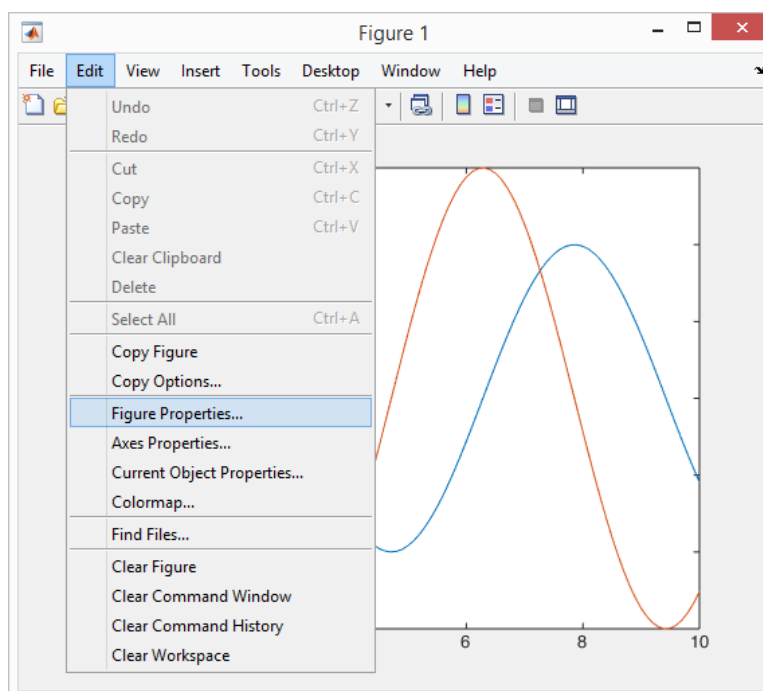 Figure 1
File Edit View Insert Tools Desktop Window Help
Undo Ctrl+Z
Redo Ctrl+Y
Cut Ctrl+X
Copy Ctrl+C
Paste Ctrl+V
Clear Clipboard
Delete
Select All Ctrl+A
Copy Figure
Copy Options...
Figure Properties...
Axes Properties...
Current Object Properties...
Colormap...
Find Files...
Clear Figure
Clear Command Window
Clear Command History
Clear Workspace
6 8 10